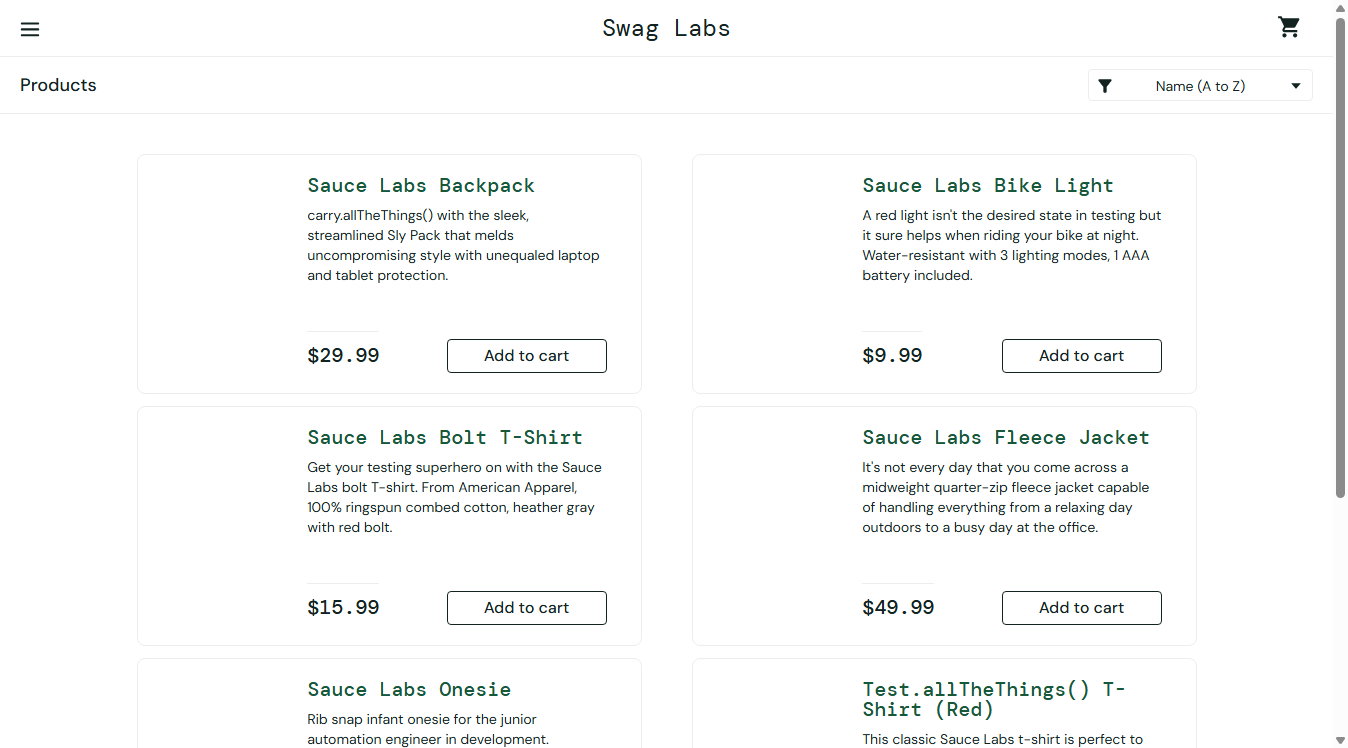 Swag Labs
Products
Name (A to Z)
Sauce Labs Backpack
carry.allTheThings() with the sleek,
streamlined Sly Pack that melds
uncompromising style with unequaled laptop
and tablet protection.
$29.99
Add to cart
Sauce Labs Bike Light
A red light isn't the desired state in testing but
it sure helps when riding your bike at night.
Water-resistant with 3 lighting modes, 1 AAA
battery included.
$9.99
Add to cart
Sauce Labs Bolt T-Shirt
Get your testing superhero on with the Sauce
Labs bolt T-shirt. From American Apparel,
100% ringspun combed cotton, heather gray
with red bolt.
$15.99
Add to cart
Sauce Labs Fleece Jacket
It's not every day that you come across a
midweight quarter-zip fleece jacket capable
of handling everything from a relaxing day
outdoors to a busy day at the office.
$49.99
Add to cart
Sauce Labs Onesie
Rib snap infant onesie for the junior
automation engineer in development.
Test.allTheThings() T-
Shirt (Red)
This classic Sauce Labs t-shirt is perfect to